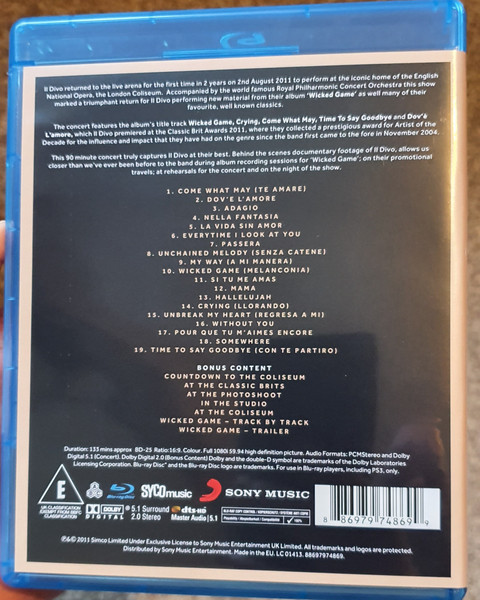 Il Divo returned to the live arena for the first time in 2 years on 2nd August 2011 to perform at the iconic home of the English
National Opera, the London Coliseum. Accompanied by the world famous Royal Philharmonic Concert Orchestra this show
marked a triumphant return for Il Divo performing new material from their album 'Wicked Game' as well many of their
favourite, well known classics.
The concert features the album's title track Wicked Game, Crying, Come What May, Time To Say Goodbye and Dov'è
L'amore, which Il Divo premiered at the Classic Brit Awards 2011, where they collected a prestigious award for Artist of the
Decade for the influence and impact that they have had on the genre since the band first came to the fore in November 2004.
This 90 minute concert truly captures Il Divo at their best. Behind the scenes documentary footage of Il Divo, allows us
closer than we've ever been before to the band during album recording sessions for 'Wicked Game'; on their promotional
travels; at rehearsals for the concert and on the night of the show.
1. COME WHAT MAY (TE AMARE)
2. DOV'E L'AMORE
3. ADAGIO
4. NELLA FANTASIA
5. LA VIDA SIN AMOR
6. EVERYTIME I LOOK AT YOU
7. PASSERA
8. UNCHAINED MELODY (SENZA CATENE)
9. MY WAY (A MI MANERA)
10. WICKED GAME (MELANCONIA)
11. SI TU ME AMAS
12. MAMA
13. HALLELUJAH
14. CRYING (LLORANDO)
15. UNBREAK MY HEART (REGRESA A MI)
16. WITHOUT YOU
17. POUR QUE TU M'AIMES ENCORE
18. SOMEWHERE
19. TIME TO SAY GOODBYE (CON TE PARTIRO)
BONUS CONTENT
COUNTDOWN TO THE COLISEUM
AT THE CLASSIC BRITS
AT THE PHOTOSHOOT
IN THE STUDIO
AT THE COLISEUM
WICKED GAME – TRACK BY TRACK
WICKED GAME – TRAILER
Duration: 133 mins approx BD-25 Ratio:16:9. Colour. Full 1080i 59.94 high definition picture. Audio Formats: PCMStereo and Dolby
Digital 5.1 (Concert). Dolby Digital 2.0 (Bonus Content) Dolby and the double-D symbol are trademarks of the Dolby Laboratories
Licensing Corporation. Blu-ray Disc™ and the Blu-ray Disc logo are trademarks. For use in Blu-ray players, including PS3, only.
E
UK CLASSIFICATION
EXEMPT FROM BBFC
CLASSIFICATION
DOLBY
DIGITAL
5.1 Surround
2.0 Stereo
Blu-ray Disc
dts-HD
Master Audio 5.1
SYCOmusic
SONY MUSIC
100%
8 86979 74869 9
℗&© 2011 Simco Limited Under Exclusive License to Sony Music Entertainment UK Limited. All trademarks and logos are protected.
Distributed by Sony Music Entertainment. Made in the EU. LC 01413. 88697974869.